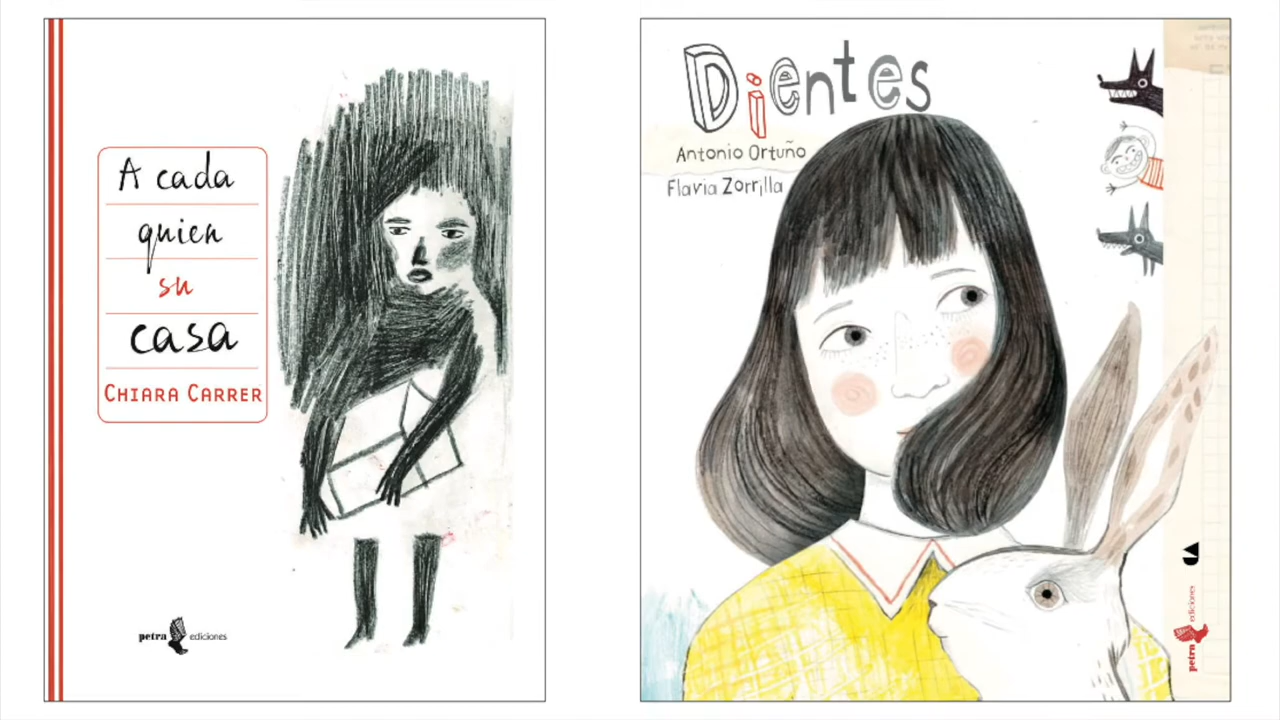 A cada
quien
su
casa
CHIARA CARRER
petra ediciones
Dientes
Antonio Ortuño
Flavia Zorrilla
petra ediciones